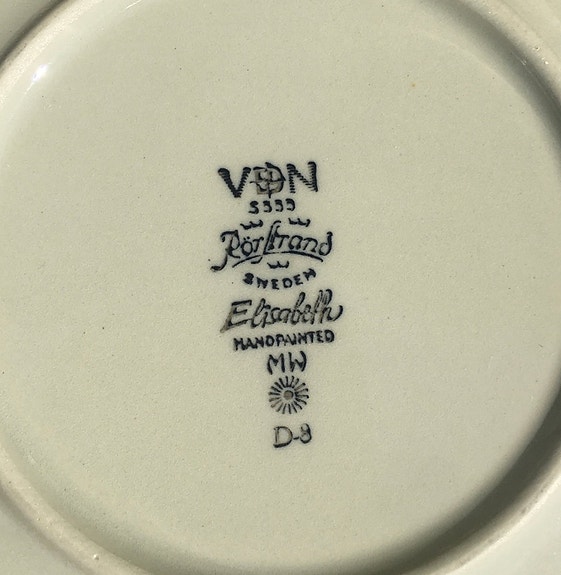 VDN
S333
Rörstrand
SWEDEN
Elisabeth
HANDPAINTED
MW
D-8